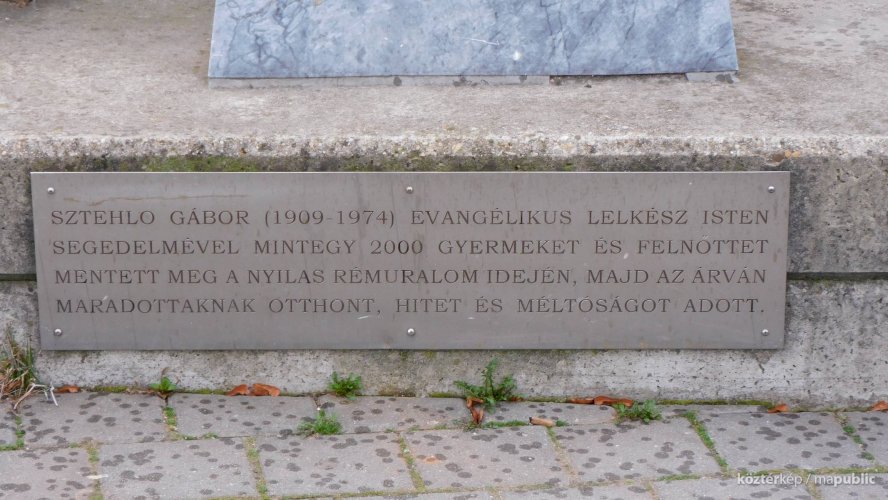 SZTEHLO GÁBOR (1909-1974) EVANGÉLIKUS LELKÉSZ ISTEN
SEGEDELMÉVEL MINTEGY 2000 GYERMEKET ÉS FELNŐTTET
MENTETT MEG A NYILAS RÉMURALOM IDEJÉN, MAJD AZ ÁRVÁN
MARADOTTAKNAK OTTHONT, HITET ÉS MÉLTÓSÁGOT ADOTT.
köztérkép / mapublic